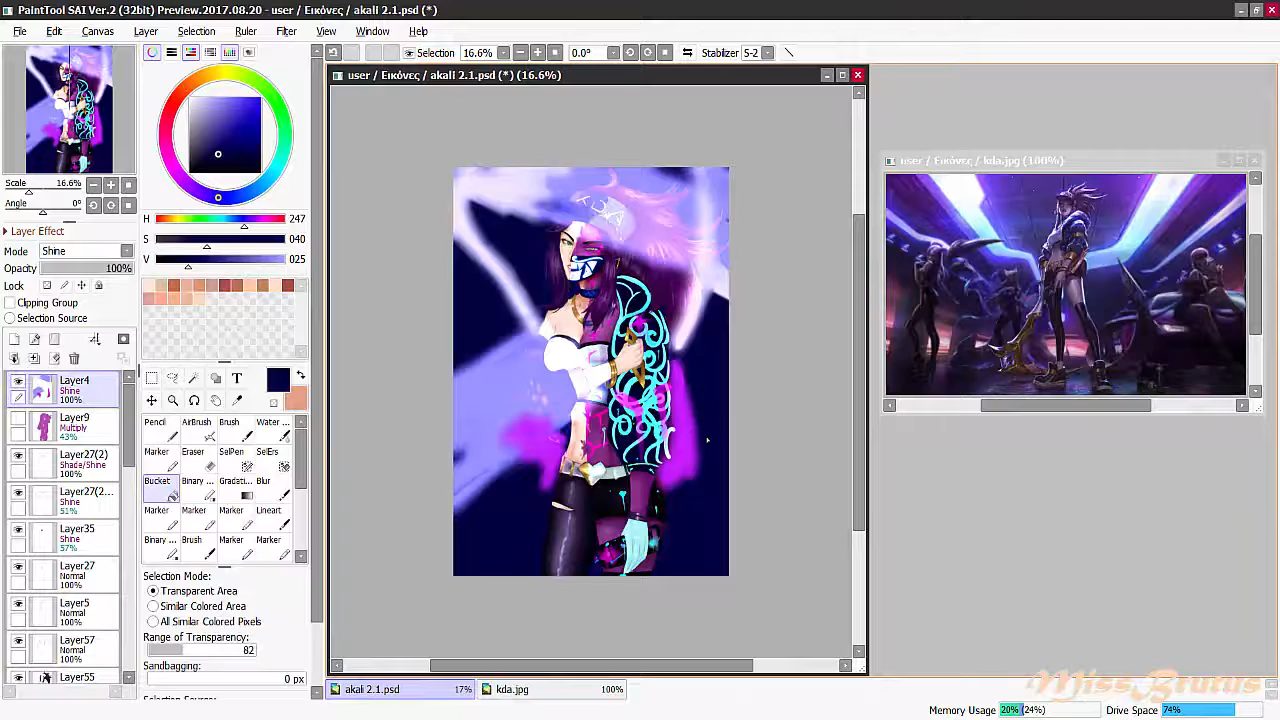 PaintTool SAI Ver.2 (32bit) Preview.2017.08.20 - user / Εικόνες / akali 2.1.psd (*)
File Edit Canvas Layer Selection Ruler Filter View Window Help
Selection 16.6% 0.0° Stabilizer S-2
user / Εικόνες / akali 2.1.psd (*) (16.6%)
user / Εικόνες / kda.jpg (100%)
Scale 16.6%
Angle 0°
Layer Effect
Mode Shine
Opacity 100%
Lock
Clipping Group
Selection Source
H 247
S 040
V 025
Layer4
Shine
100%
Layer9
Multiply
43%
Layer27(2)
Shade/Shine
100%
Layer27(2...
Shine
51%
Layer35
Shine
57%
Layer27
Normal
100%
Layer5
Normal
100%
Layer57
Normal
100%
Layer55
T
Pencil AirBrush Brush Water ...
Marker Eraser SelPen SelErs
Bucket Binary ... Gradati... Blur
Marker Marker Marker Lineart
Binary ... Brush Marker Marker
Selection Mode:
Transparent Area
Similar Colored Area
All Similar Colored Pixels
Range of Transparency:
82
Sandbagging:
0 px
akali 2.1.psd 17% kda.jpg 100%
MissBrutus
Memory Usage 20% (24%) Drive Space 74%